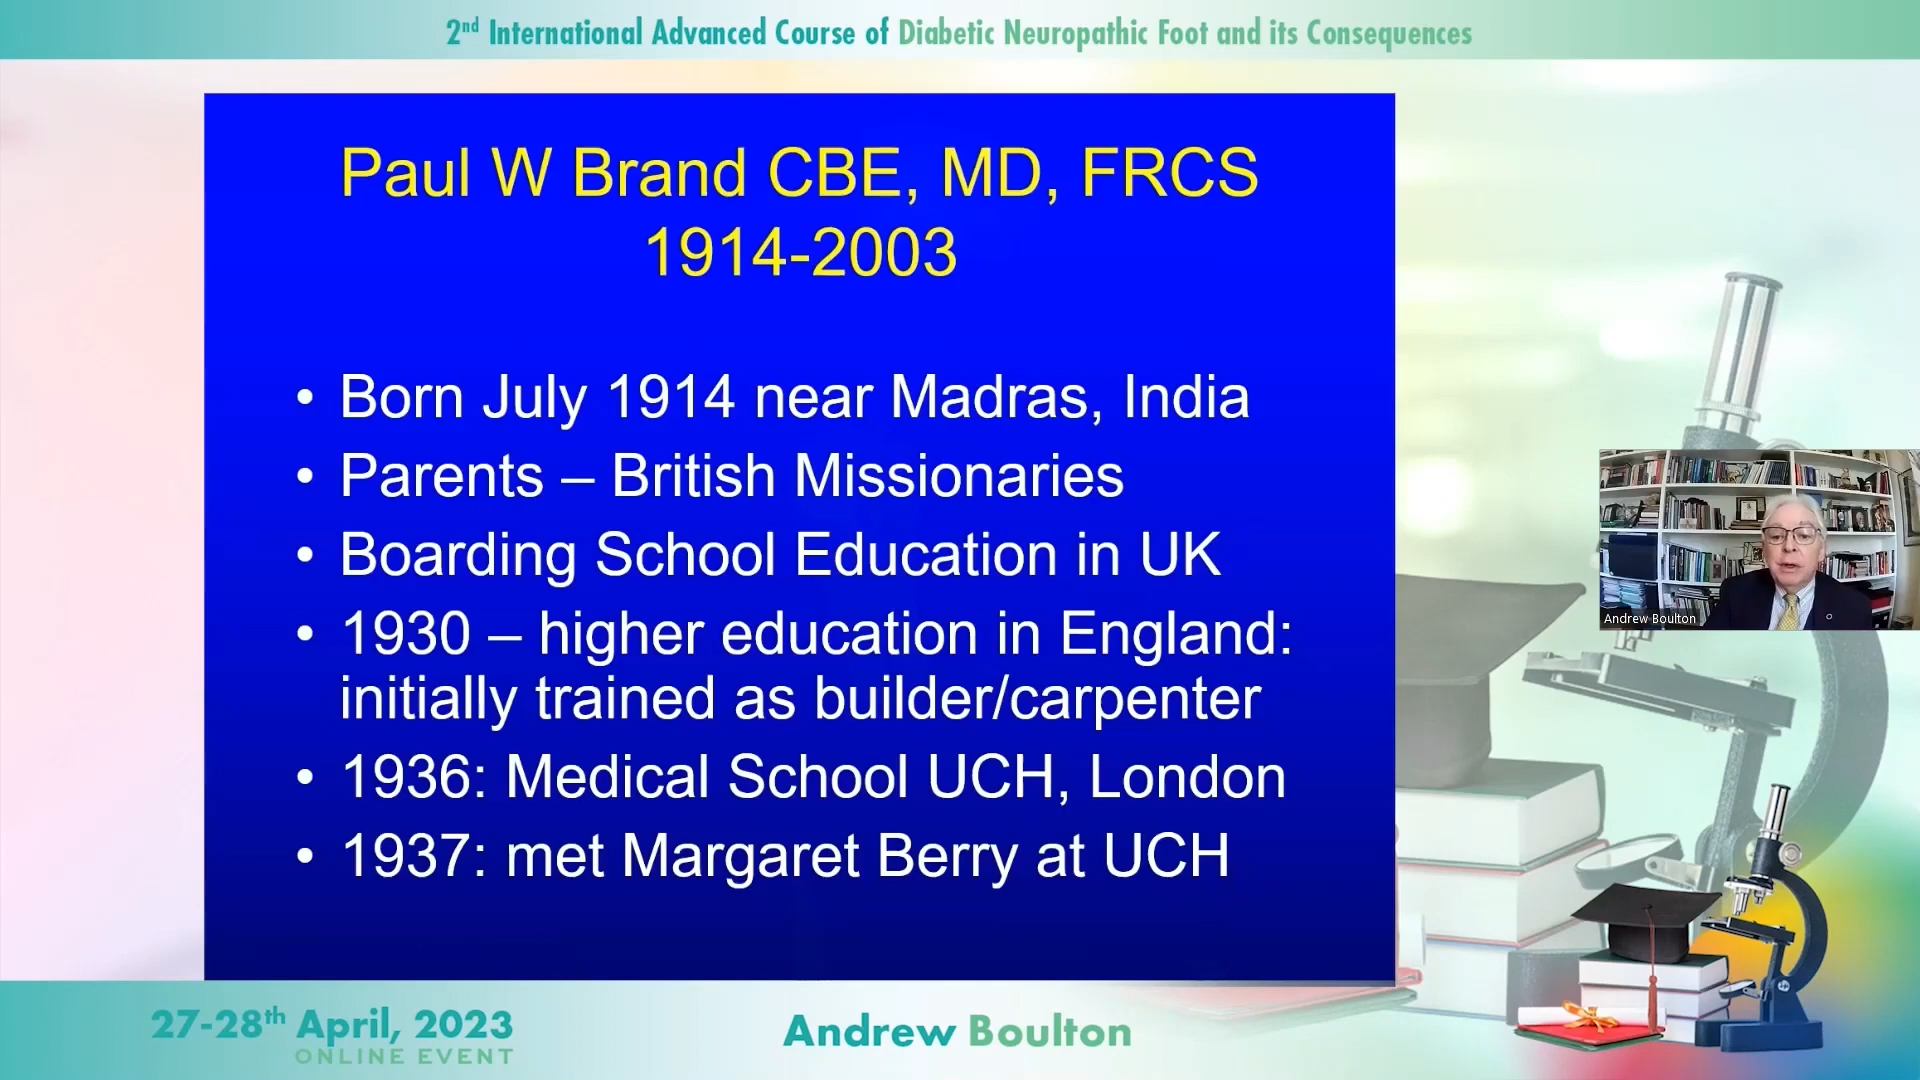 2nd International Advanced Course of Diabetic Neuropathic Foot and its Consequences
Paul W Brand CBE, MD, FRCS
1914-2003
• Born July 1914 near Madras, India
• Parents – British Missionaries
• Boarding School Education in UK
• 1930 – higher education in England:
initially trained as builder/carpenter
• 1936: Medical School UCH, London
• 1937: met Margaret Berry at UCH
Andrew Boulton
27-28th April, 2023
ONLINE EVENT
Andrew Boulton